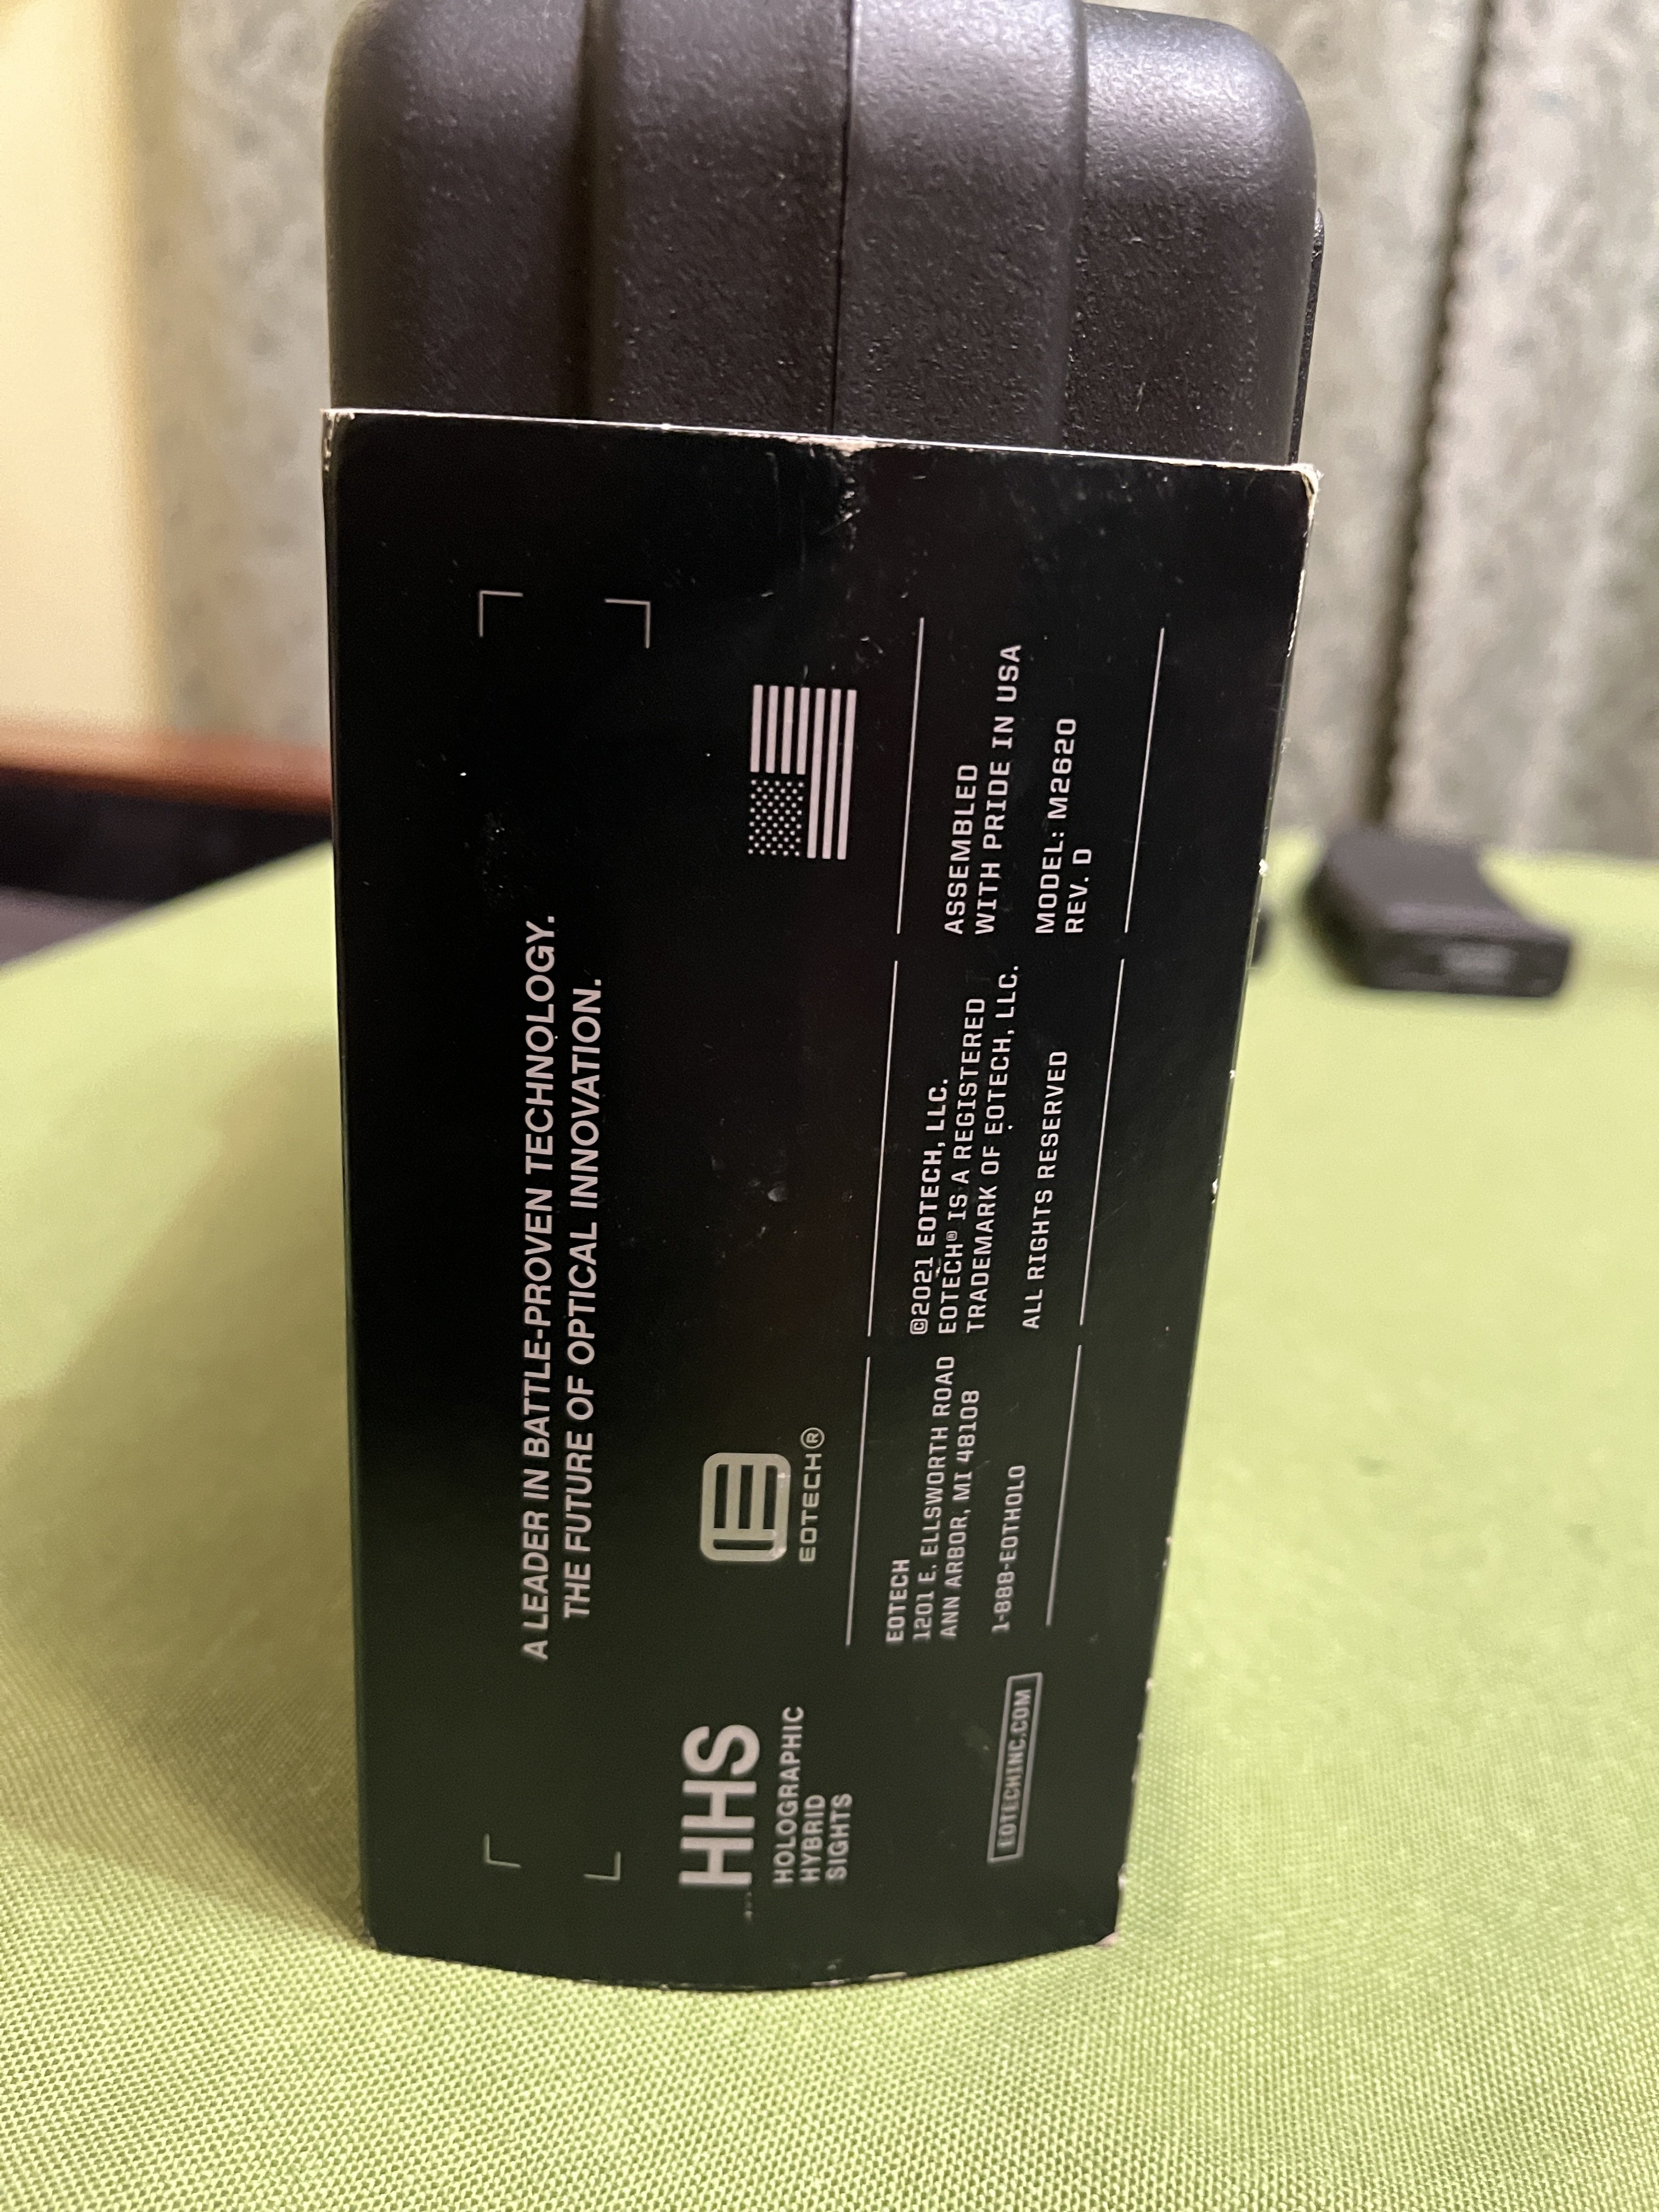 A LEADER IN BATTLE-PROVEN TECHNOLOGY.
THE FUTURE OF OPTICAL INNOVATION.
HHS
HOLOGRAPHIC
HYBRID
SIGHTS
EOTECHINC.COM
EOTECH®
EOTECH
1201 E. ELLSWORTH ROAD
ANN ARBOR, MI 48108
1-888-EOTHOLO
©2021 EOTECH, LLC.
EOTECH® IS A REGISTERED
TRADEMARK OF EOTECH, LLC.
ALL RIGHTS RESERVED
ASSEMBLED
WITH PRIDE IN USA
MODEL: M2620
REV. D